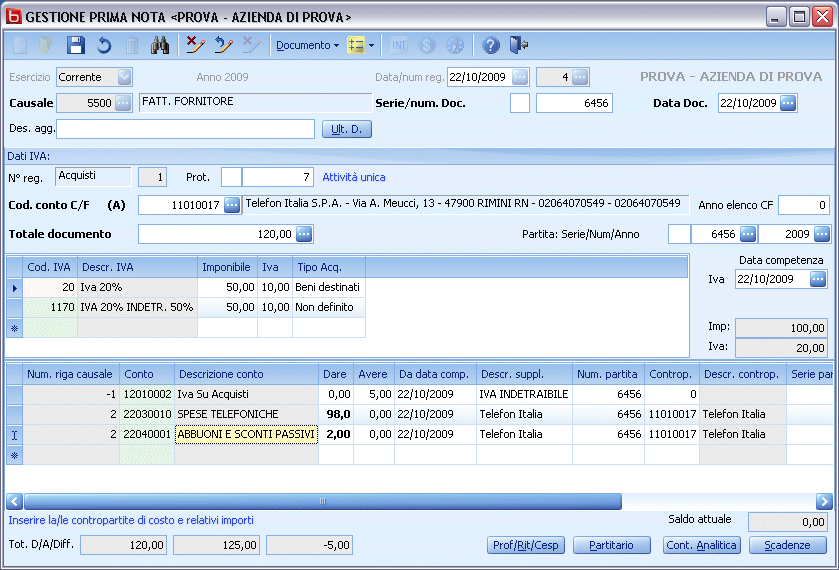 GESTIONE PRIMA NOTA <PROVA - AZIENDA DI PROVA>
Documento INT $ %
Esercizio Corrente Anno 2009 Data/num reg. 22/10/2009 4 PROVA - AZIENDA DI PROVA
Causale 5500 FATT. FORNITORE Serie/num. Doc. 6456 Data Doc. 22/10/2009
Des. agg. Ult. D.
Dati IVA:
N° reg. Acquisti 1 Prot. 7 Attività unica
Cod. conto C/F (A) 11010017 Telefon Italia S.P.A. - Via A. Meucci, 13 - 47900 RIMINI RN - 02064070549 - 02064070549 Anno elenco CF 0
Totale documento 120,00 Partita: Serie/Num/Anno 6456 2009
Cod. IVA Descr. IVA Imponibile Iva Tipo Acq.
20 Iva 20% 50,00 10,00 Beni destinati
1170 IVA 20% INDETR. 50% 50,00 10,00 Non definito
Data competenza
Iva 22/10/2009
Imp: 100,00
Iva: 20,00
Num. riga causale Conto Descrizione conto Dare Avere Da data comp. Descr. suppl. Num. partita Controp. Descr. controp. Serie par
-1 12010002 Iva Su Acquisti 0,00 5,00 22/10/2009 IVA INDETRAIBILE 6456 0
2 22030010 SPESE TELEFONICHE 98,0 0,00 22/10/2009 Telefon Italia 6456 11010017 Telefon Italia
2 22040001 ABBUONI E SCONTI PASSIVI 2,00 0,00 22/10/2009 Telefon Italia 6456 11010017 Telefon Italia
Inserire la/le contropartite di costo e relativi importi Saldo attuale 0,00
Tot. D/A/Diff. 120,00 125,00 -5,00 Prof/Rit/Cesp Partitario Cont. Analitica Scadenze